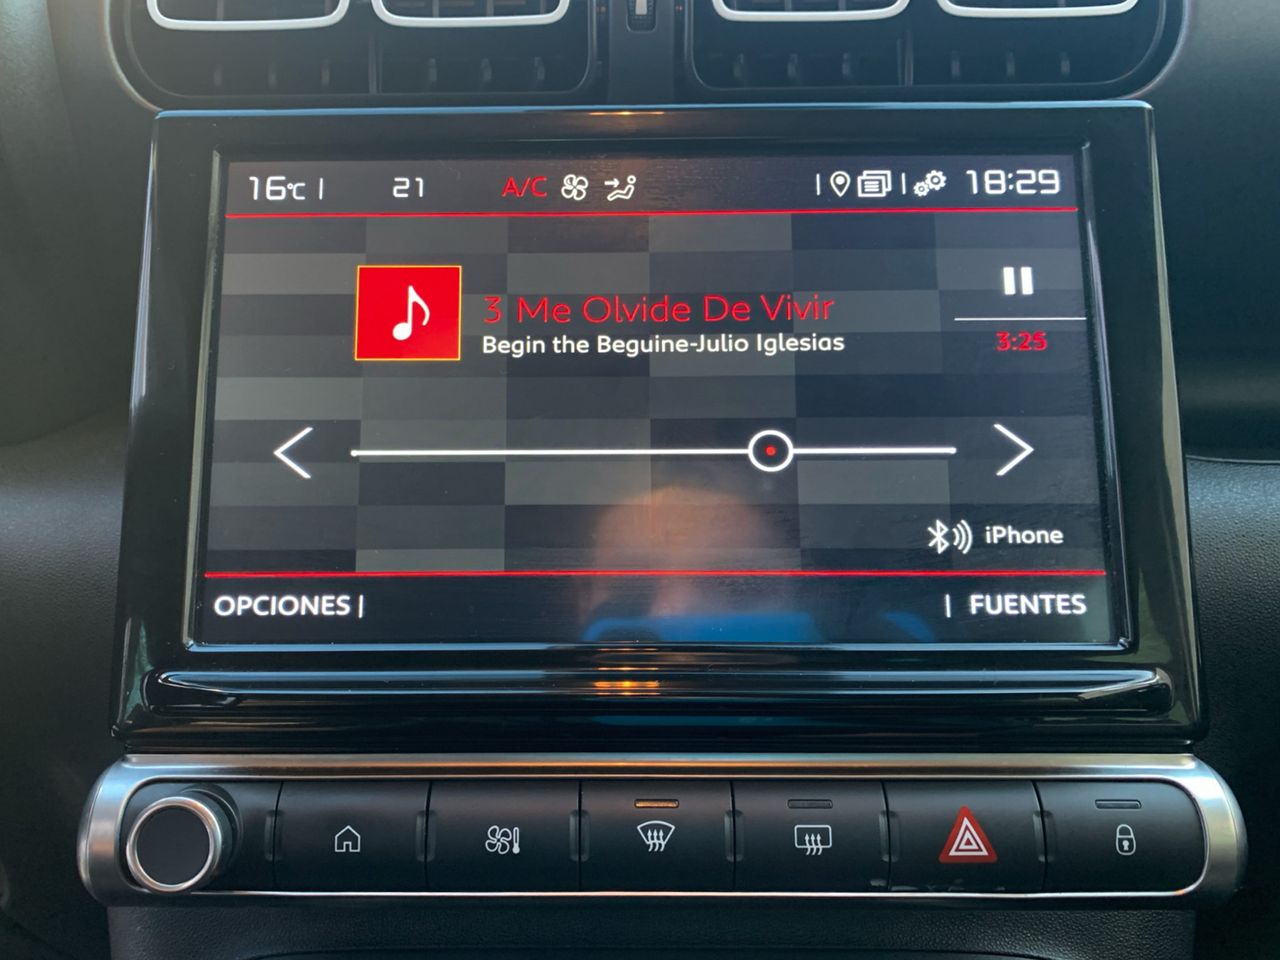 16°C | 21 A/C 18:29
3 Me Olvide De Vivir
Begin the Beguine-Julio Iglesias
3:25
iPhone
OPCIONES | | FUENTES